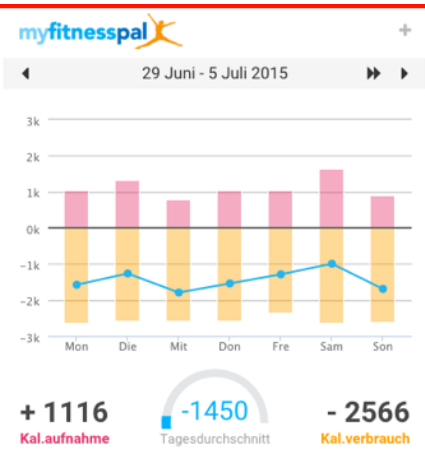 myfitnesspal
+
29 Juni - 5 Juli 2015
3k
2k
1k
0k
-1k
-2k
-3k
Mon Die Mit Don Fre Sam Son
+ 1116 -1450 - 2566
Kal.aufnahme Tagesdurchschnitt Kal.verbrauch